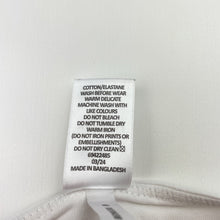 COTTON/ELASTANE
WASH BEFORE WEAR
WARM DELICATE
MACHINE WASH WITH
LIKE COLOURS
DO NOT BLEACH
DO NOT TUMBLE DRY
WARM IRON
(DO NOT IRON PRINTS OR
EMBELLISHMENTS)
DO NOT DRY CLEAN
69422485
03/24
MADE IN BANGLADESH